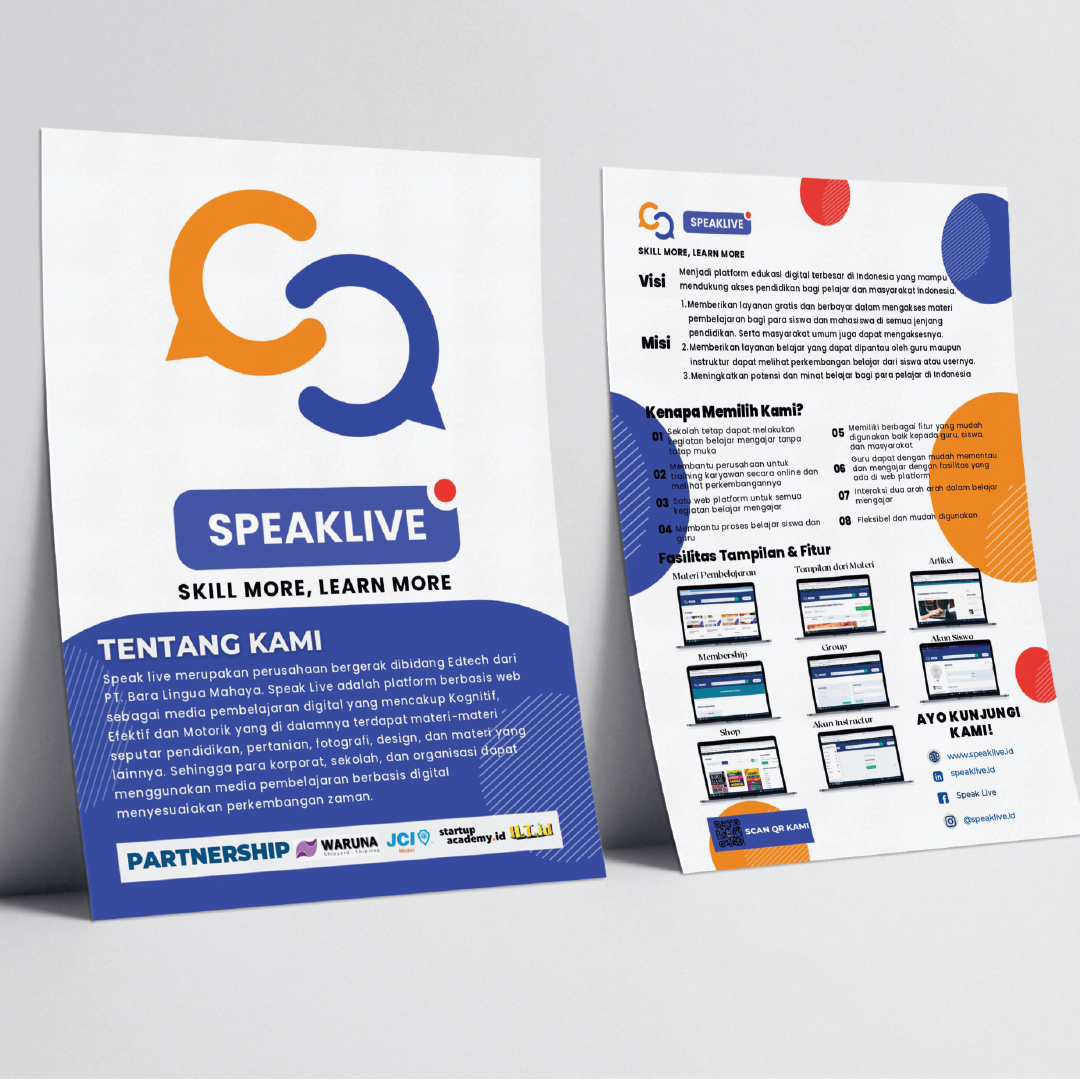 SPEAKLIVE
SKILL MORE, LEARN MORE
TENTANG KAMI
Speak live merupakan perusahaan bergerak dibidang Edtech dari
PT. Bara Lingua Mahaya. Speak Live adalah platform berbasis web
sebagai media pembelajaran digital yang mencakup Kognitif,
Efektif dan Motorik yang di dalamnya terdapat materi-materi
seputar pendidikan, pertanian, fotografi, design, dan materi yang
lainnya. Sehingga para korporat, sekolah, dan organisasi dapat
menggunakan media pembelajaran berbasis digital
menyesuaiakan perkembangan zaman.
PARTNERSHIP
WARUNA
Shipyard - Shipping
JCI
Medan
startup
academy.id
ILT.id
SPEAKLIVE
SKILL MORE, LEARN MORE
Visi
Menjadi platform edukasi digital terbesar di Indonesia yang mampu
mendukung akses pendidikan bagi pelajar dan masyarakat Indonesia.
Misi
1.Memberikan layanan gratis dan berbayar dalam mengakses materi
pembelajaran bagi para siswa dan mahasiswa di semua jenjang
pendidikan. Serta masyarakat umum juga dapat mengaksesnya.
2.Memberikan layanan belajar yang dapat dipantau oleh guru maupun
instruktur dapat melihat perkembangan belajar dari siswa atau usernya.
3.Meningkatkan potensi dan minat belajar bagi para pelajar di Indonesia
Kenapa Memilih Kami?
01 Sekolah tetap dapat melakukan
kegiatan belajar mengajar tanpa
tatap muka
02 Membantu perusahaan untuk
training karyawan secara online dan
melihat perkembangannya
03 Satu web platform untuk semua
kegiatan belajar mengajar
04 Membantu proses belajar siswa dan
guru
05 Memiliki berbagai fitur yang mudah
digunakan baik kepada guru, siswa,
dan masyarakat
06 Guru dapat dengan mudah memantau
dan mengajar dengan fasilitas yang
ada di web platform
07 Interaksi dua arah arah dalam belajar
mengajar
08 Fleksibel dan mudah digunakan
Fasilitas Tampilan & Fitur
Materi Pembelajaran
Tampilan dari Materi
Artikel
Membership
Group
Akun Siswa
Shop
Akun Instructur
AYO KUNJUNGI
KAMI!
www.speaklive.id
speaklive.id
Speak Live
@speaklive.id
SCAN QR KAMI